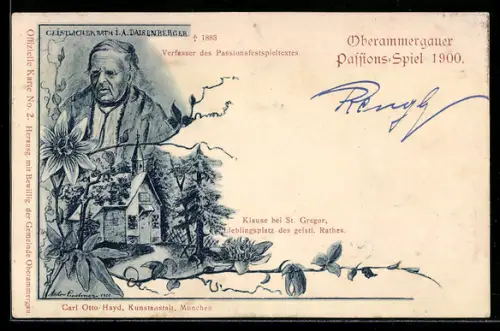 GEISTLICHER RATH J. A. DAISENBERGER.
† 1883
Verfasser des Passionsfestspieltextes.
Oberammergauer
Passions-Spiel 1900.
Klause bei St. Gregor,
Lieblingsplatz des geistl. Rathes.
Carl Otto Hayd, Kunstanstalt, München
Offizielle Karte No. 2. Herausg. mit Bewillig. der Gemeinde Oberammergau